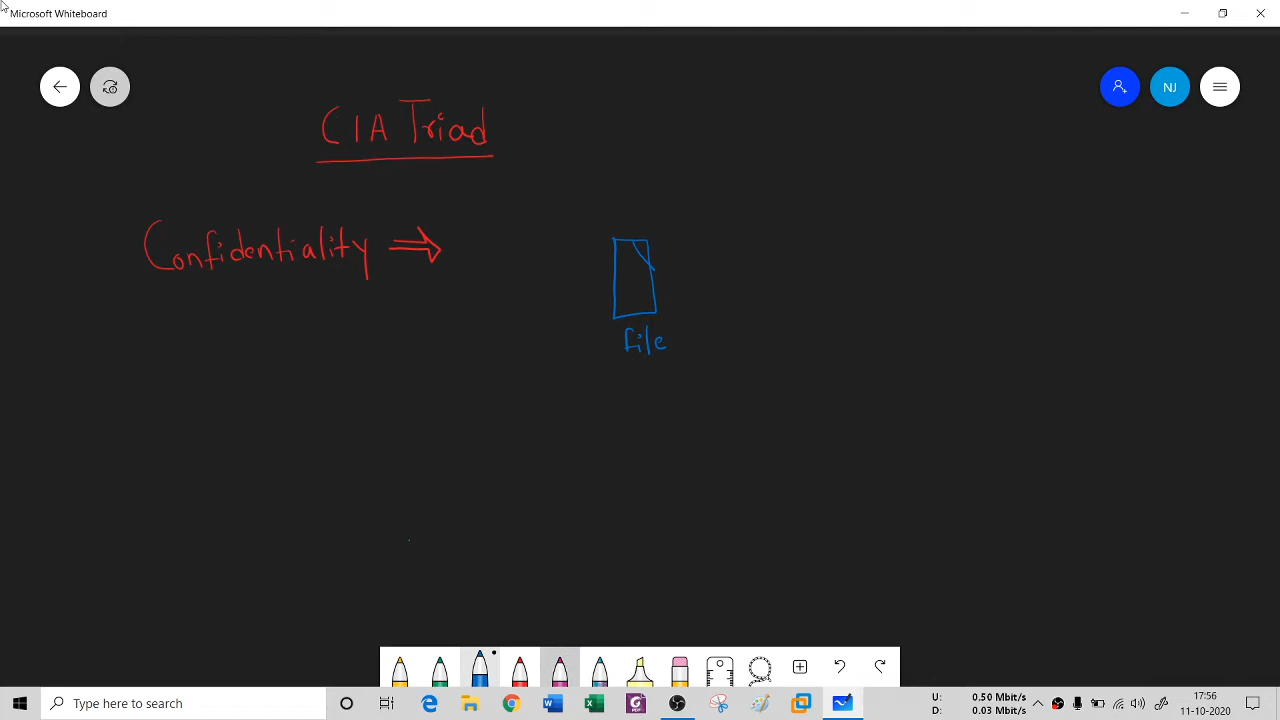 Microsoft Whiteboard
NJ
CIA Triad
Confidentiality ⇒
file
Type here to search
U: 0.50 Mbit/s
D: 0.03 Mbit/s
17:56
11-10-2020